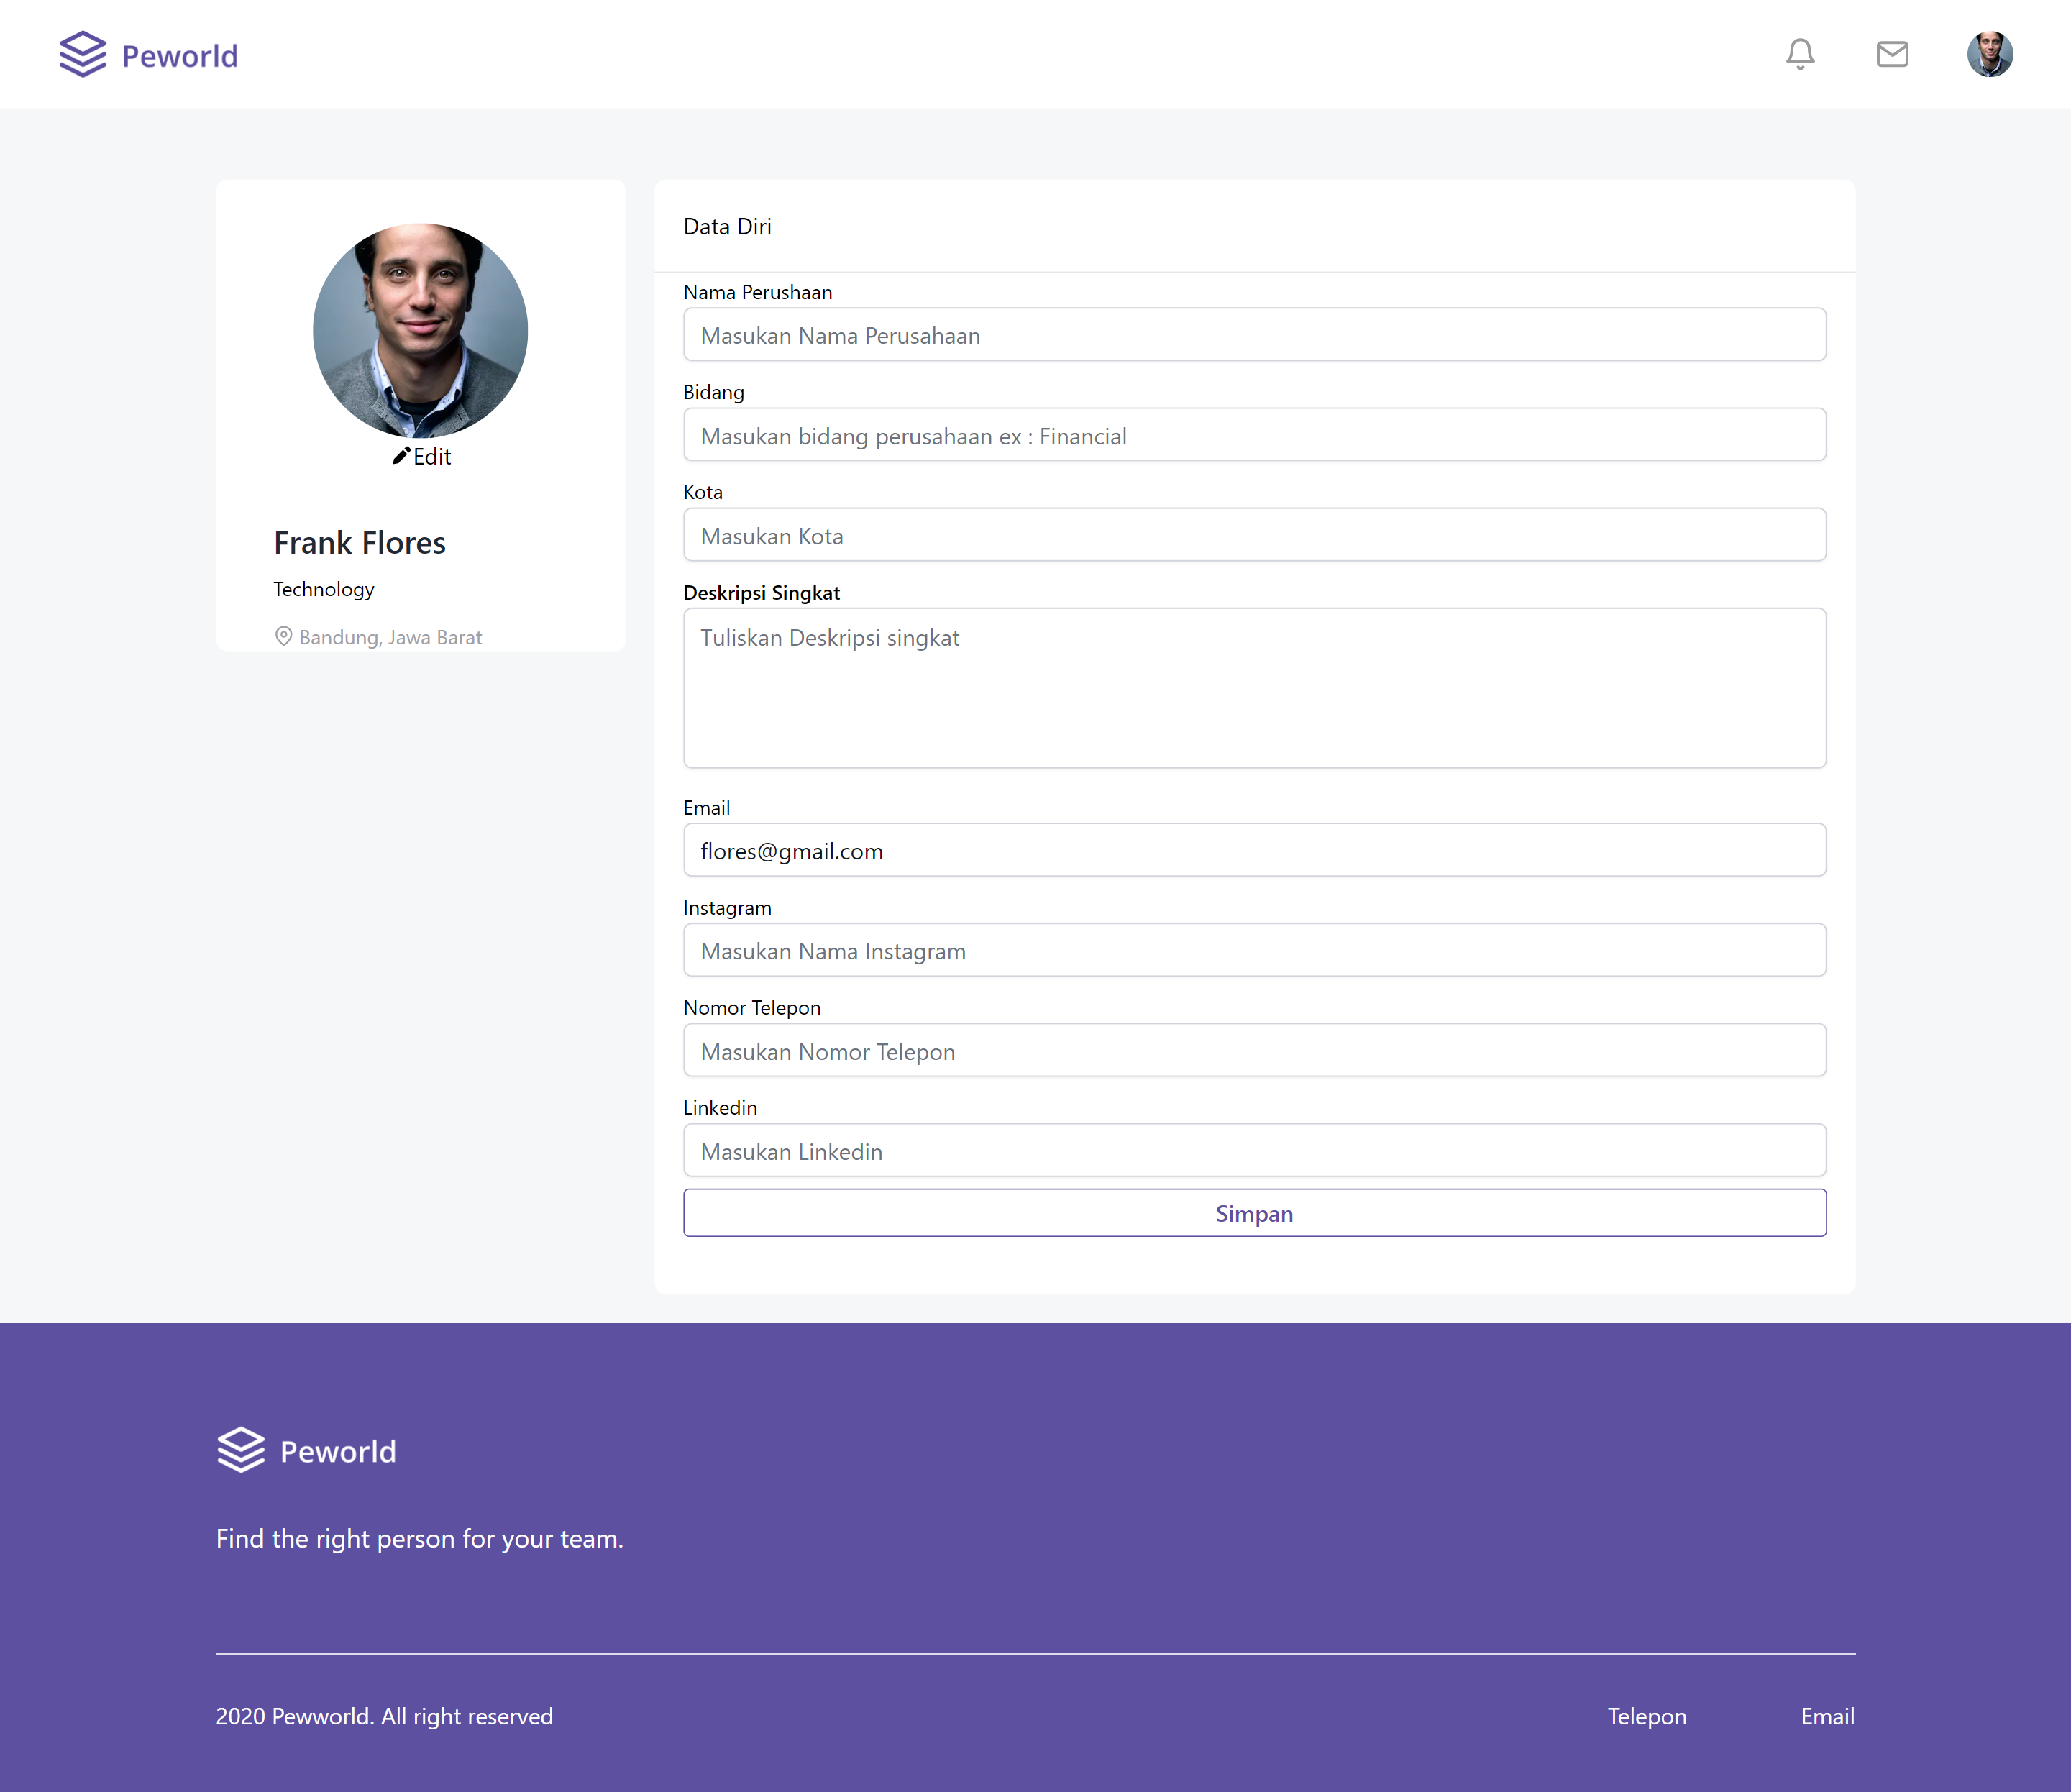 Peworld
Edit
Frank Flores
Technology
Bandung, Jawa Barat
Data Diri
Nama Perushaan
Masukan Nama Perusahaan
Bidang
Masukan bidang perusahaan ex : Financial
Kota
Masukan Kota
Deskripsi Singkat
Tuliskan Deskripsi singkat
Email
flores@gmail.com
Instagram
Masukan Nama Instagram
Nomor Telepon
Masukan Nomor Telepon
Linkedin
Masukan Linkedin
Simpan
Peworld
Find the right person for your team.
2020 Pewworld. All right reserved
Telepon
Email